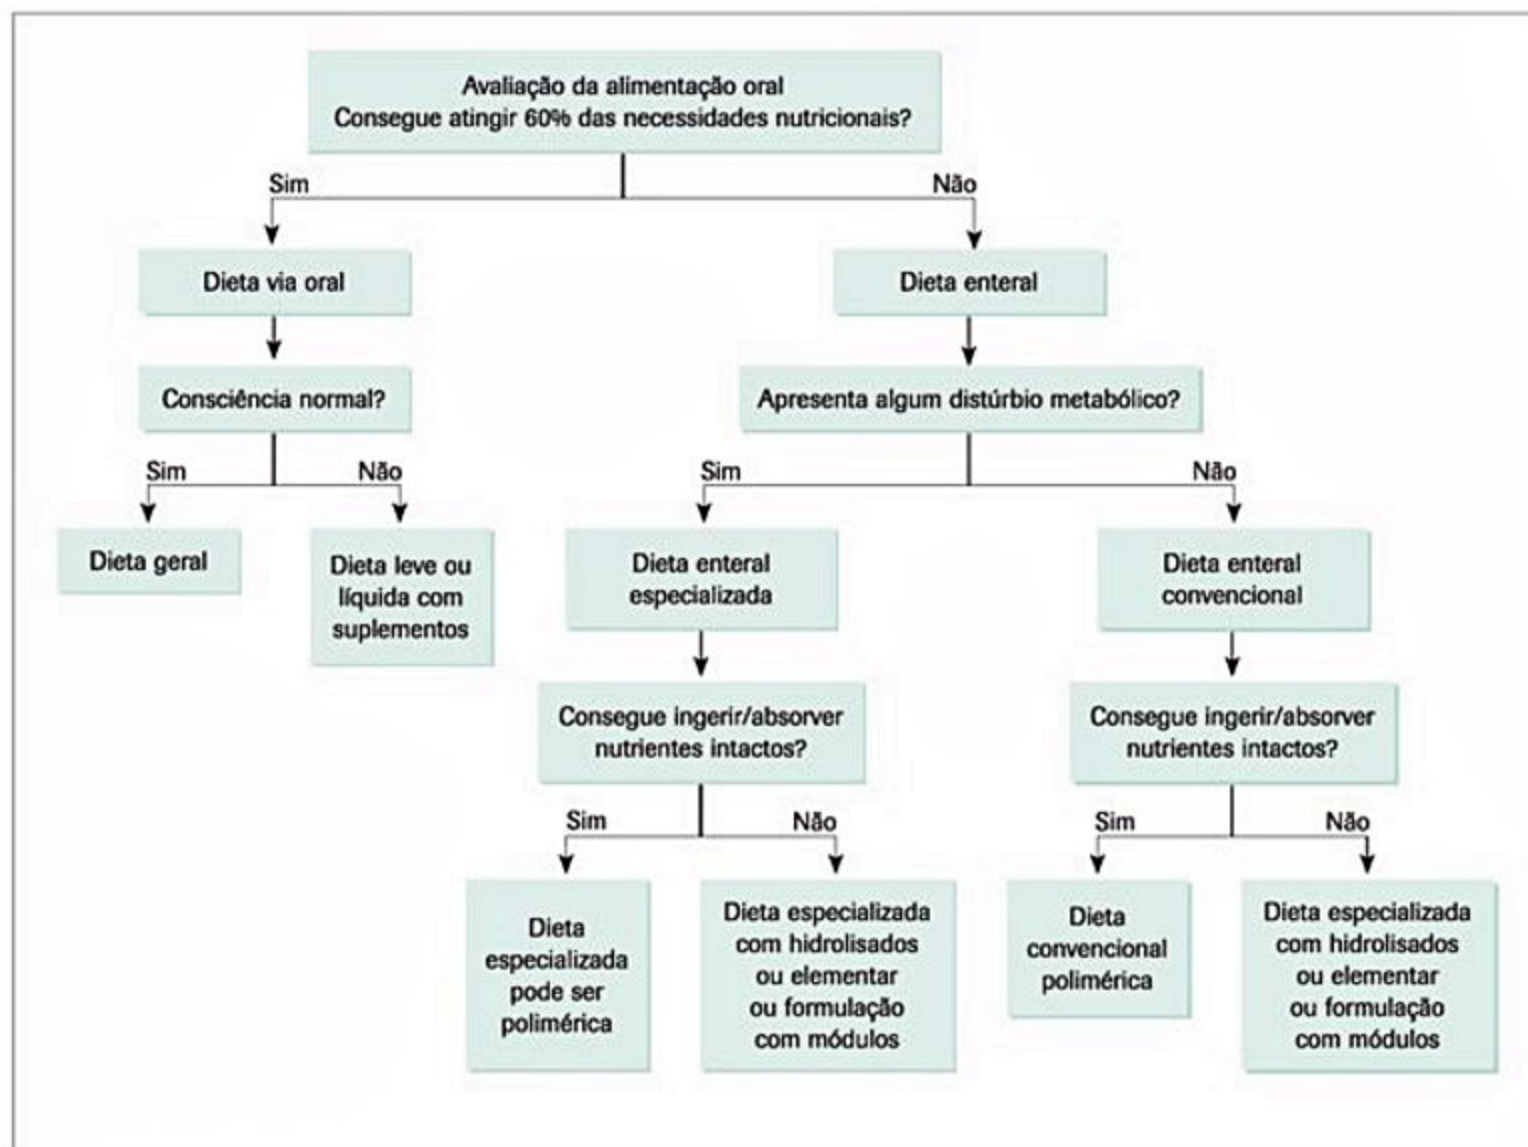 Avaliação da alimentação oral
Consegue atingir 60% das necessidades nutricionais?
Sim
Não
Dieta via oral
Dieta enteral
Consciência normal?
Apresenta algum distúrbio metabólico?
Sim
Não
Sim
Não
Dieta geral
Dieta leve ou
líquida com
suplementos
Dieta enteral
especializada
Dieta enteral
convencional
Consegue ingerir/absorver
nutrientes intactos?
Consegue ingerir/absorver
nutrientes intactos?
Sim
Não
Sim
Não
Dieta
especializada
pode ser
polimérica
Dieta especializada
com hidrolisados
ou elementar
ou formulação
com módulos
Dieta
convencional
polimérica
Dieta especializada
com hidrolisados
ou elementar
ou formulação
com módulos